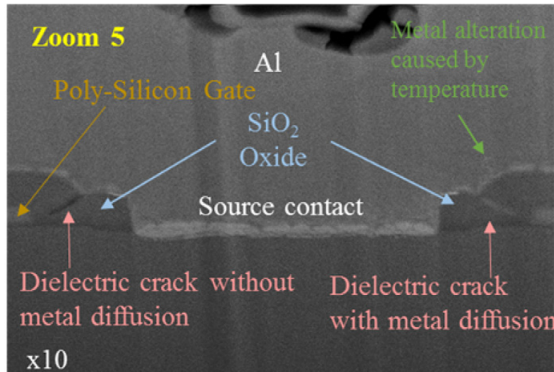 Zoom 5
Metal alteration
caused by
temperature
Al
Poly-Silicon Gate
SiO₂
Oxide
Source contact
Dielectric crack without
metal diffusion
Dielectric crack
with metal diffusion
x10